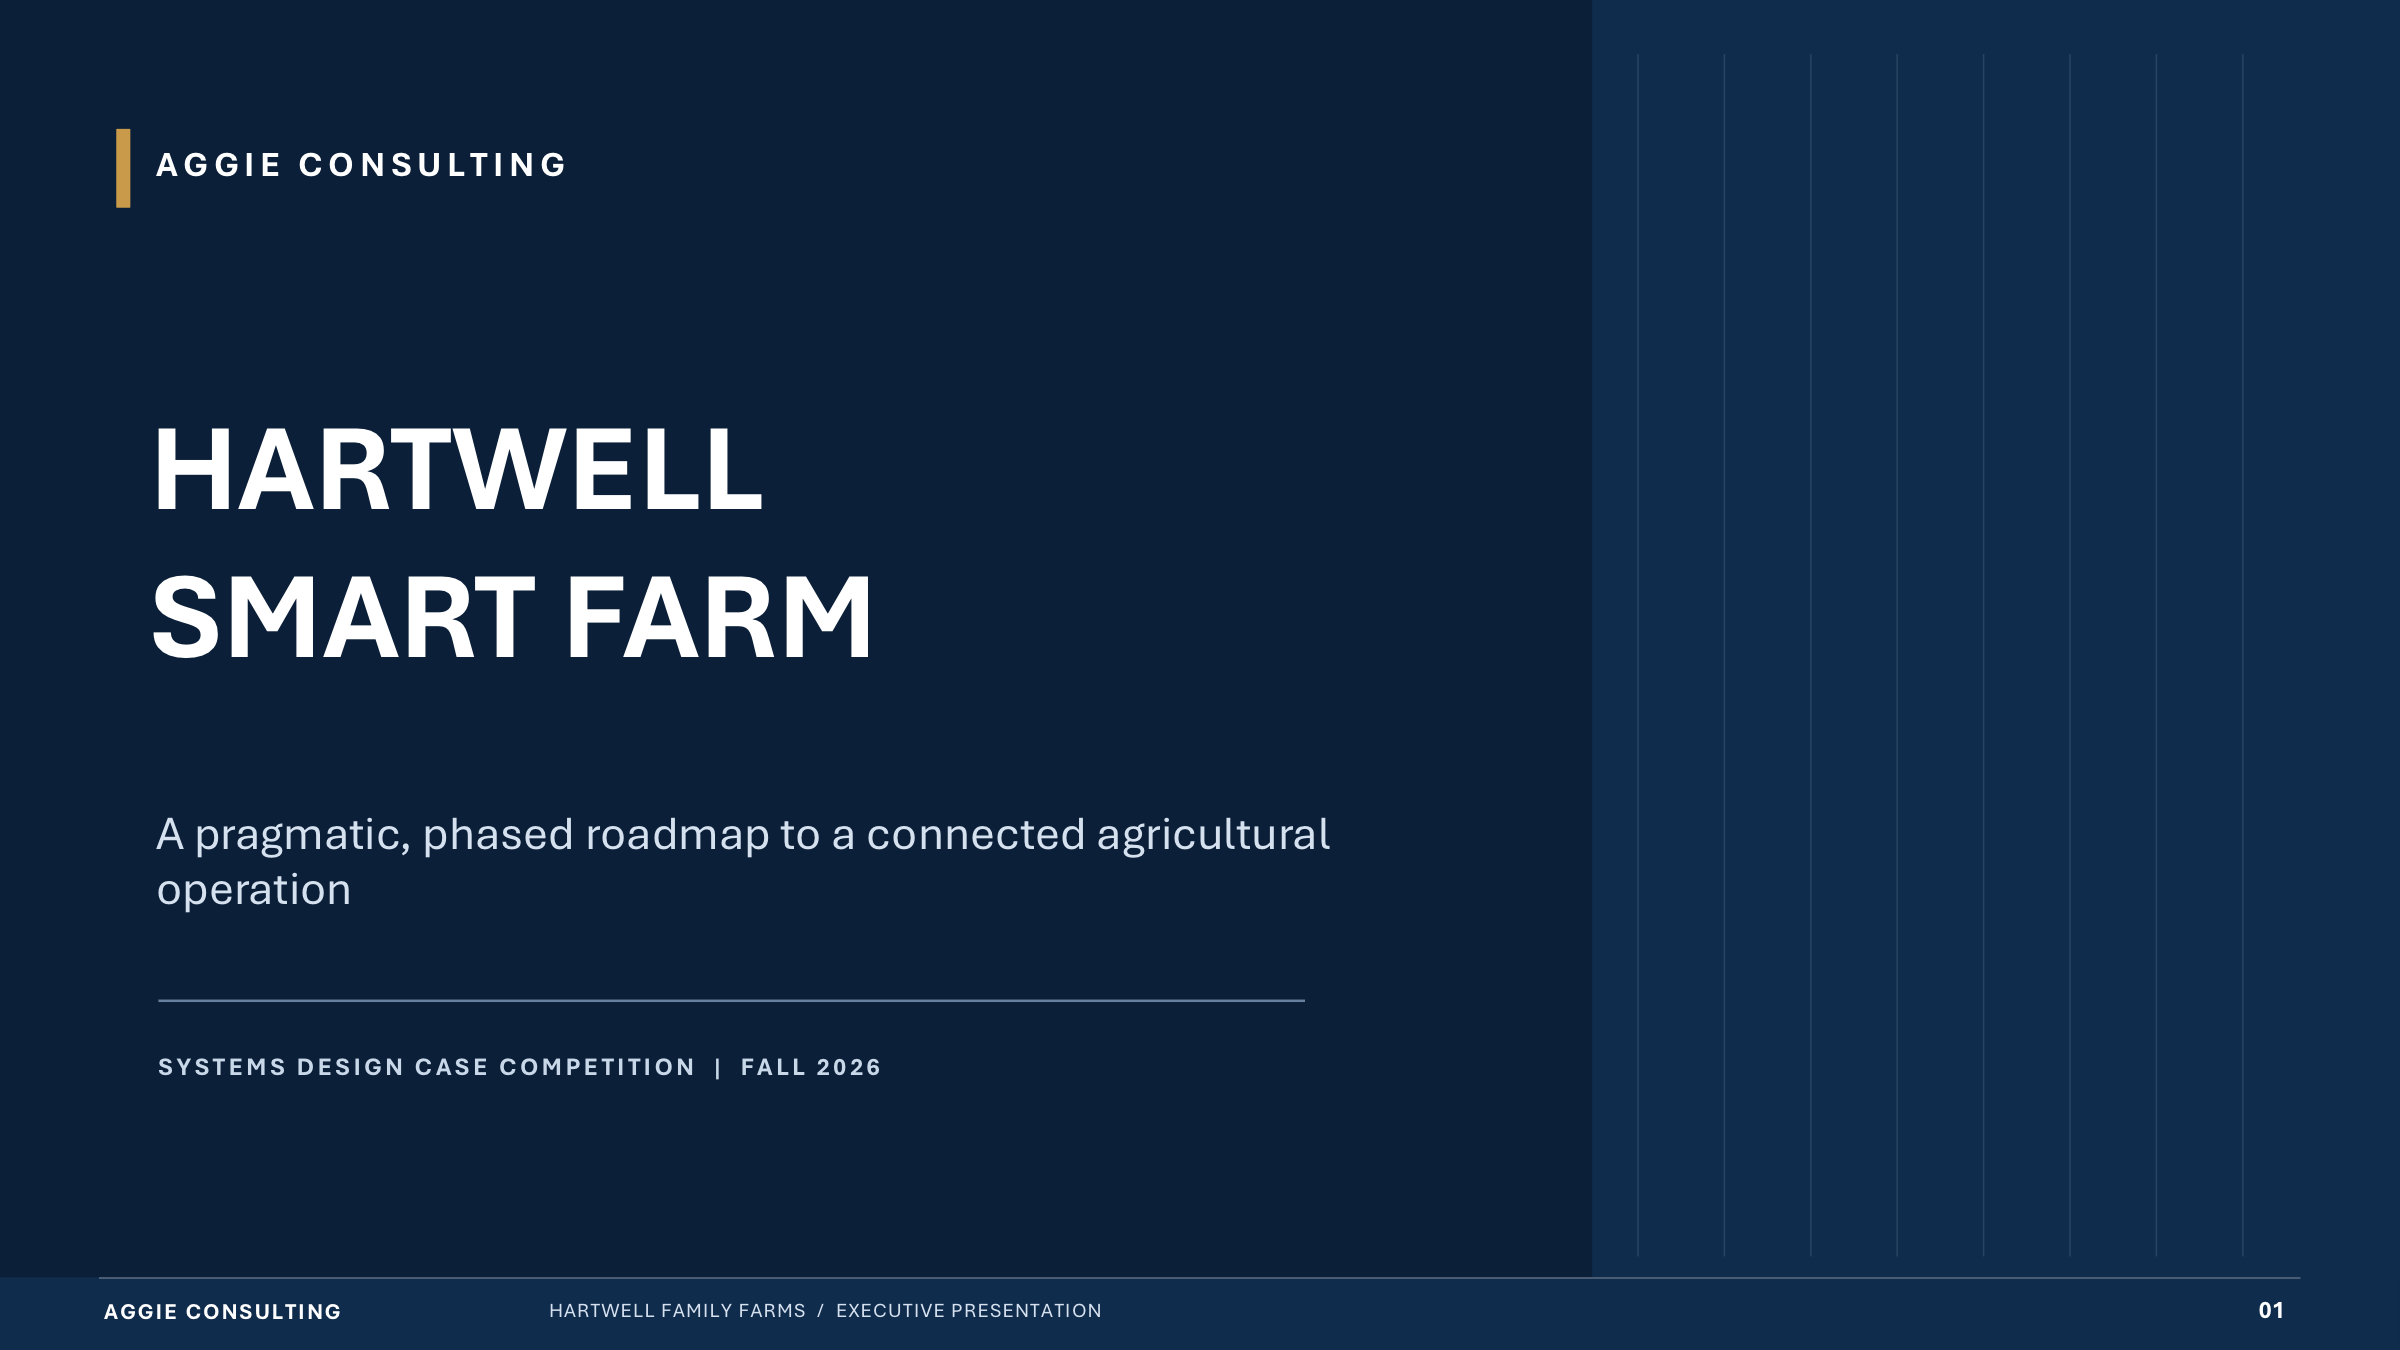 AGGIE CONSULTING
HARTWELL
SMART FARM
A pragmatic, phased roadmap to a connected agricultural
operation
SYSTEMS DESIGN CASE COMPETITION | FALL 2026
AGGIE CONSULTING
HARTWELL FAMILY FARMS / EXECUTIVE PRESENTATION
01